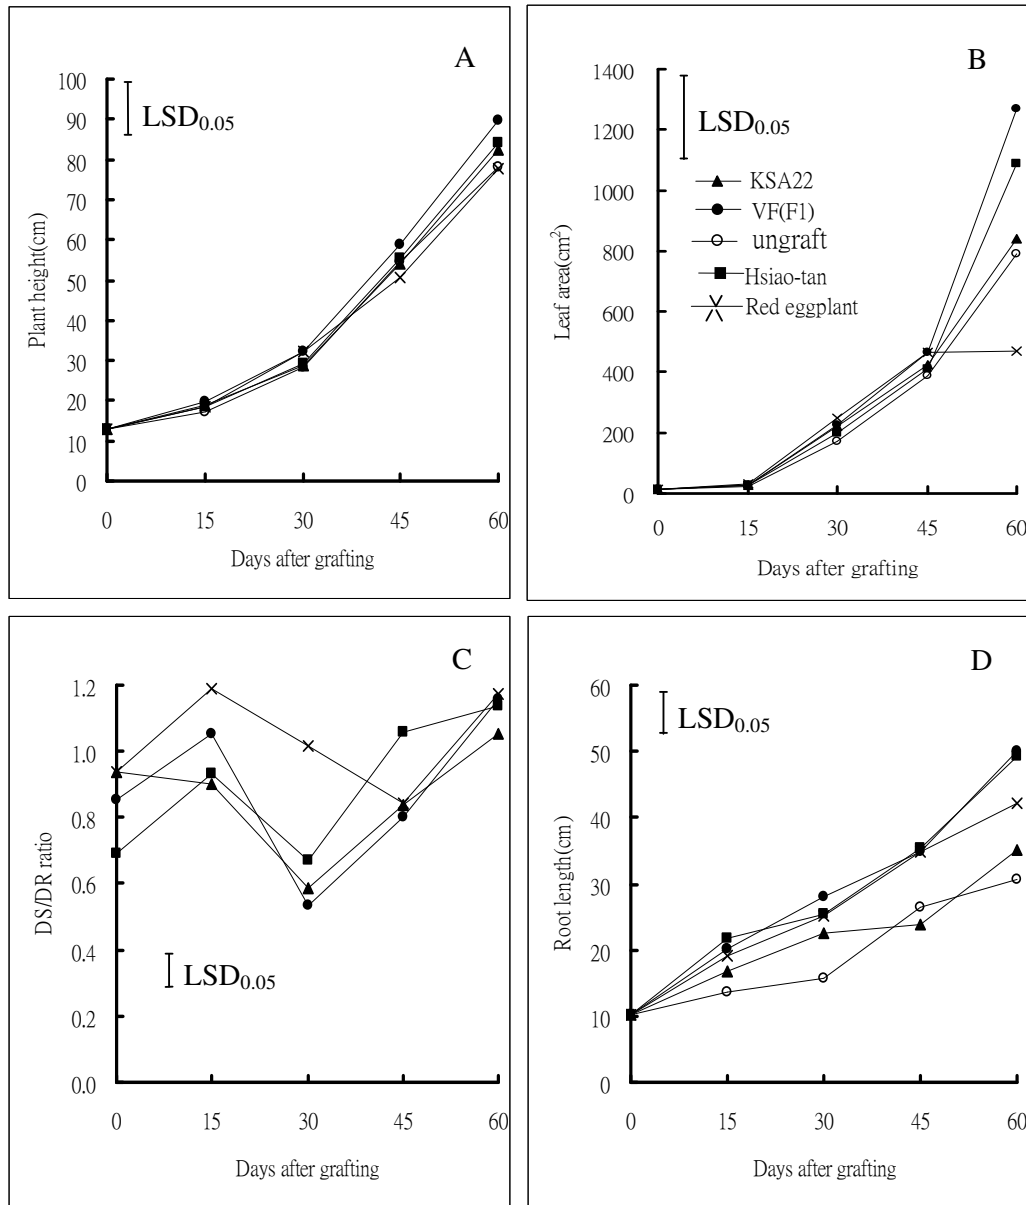 A
100
90
80
70
60
50
40
30
20
10
0
LSD0.05
Plant height(cm)
0 15 30 45 60
Days after grafting
B
1400
1200
1000
800
600
400
200
0
LSD0.05
KSA22
VF(F1)
ungraft
Hsiao-tan
Red eggplant
Leaf area(cm2)
0 15 30 45 60
Days after grafting
C
1.2
1.0
0.8
0.6
0.4
0.2
0.0
LSD0.05
DS/DR ratio
0 15 30 45 60
Days after grafting
D
60
50
40
30
20
10
0
LSD0.05
Root length(cm)
0 15 30 45 60
Days after grafting